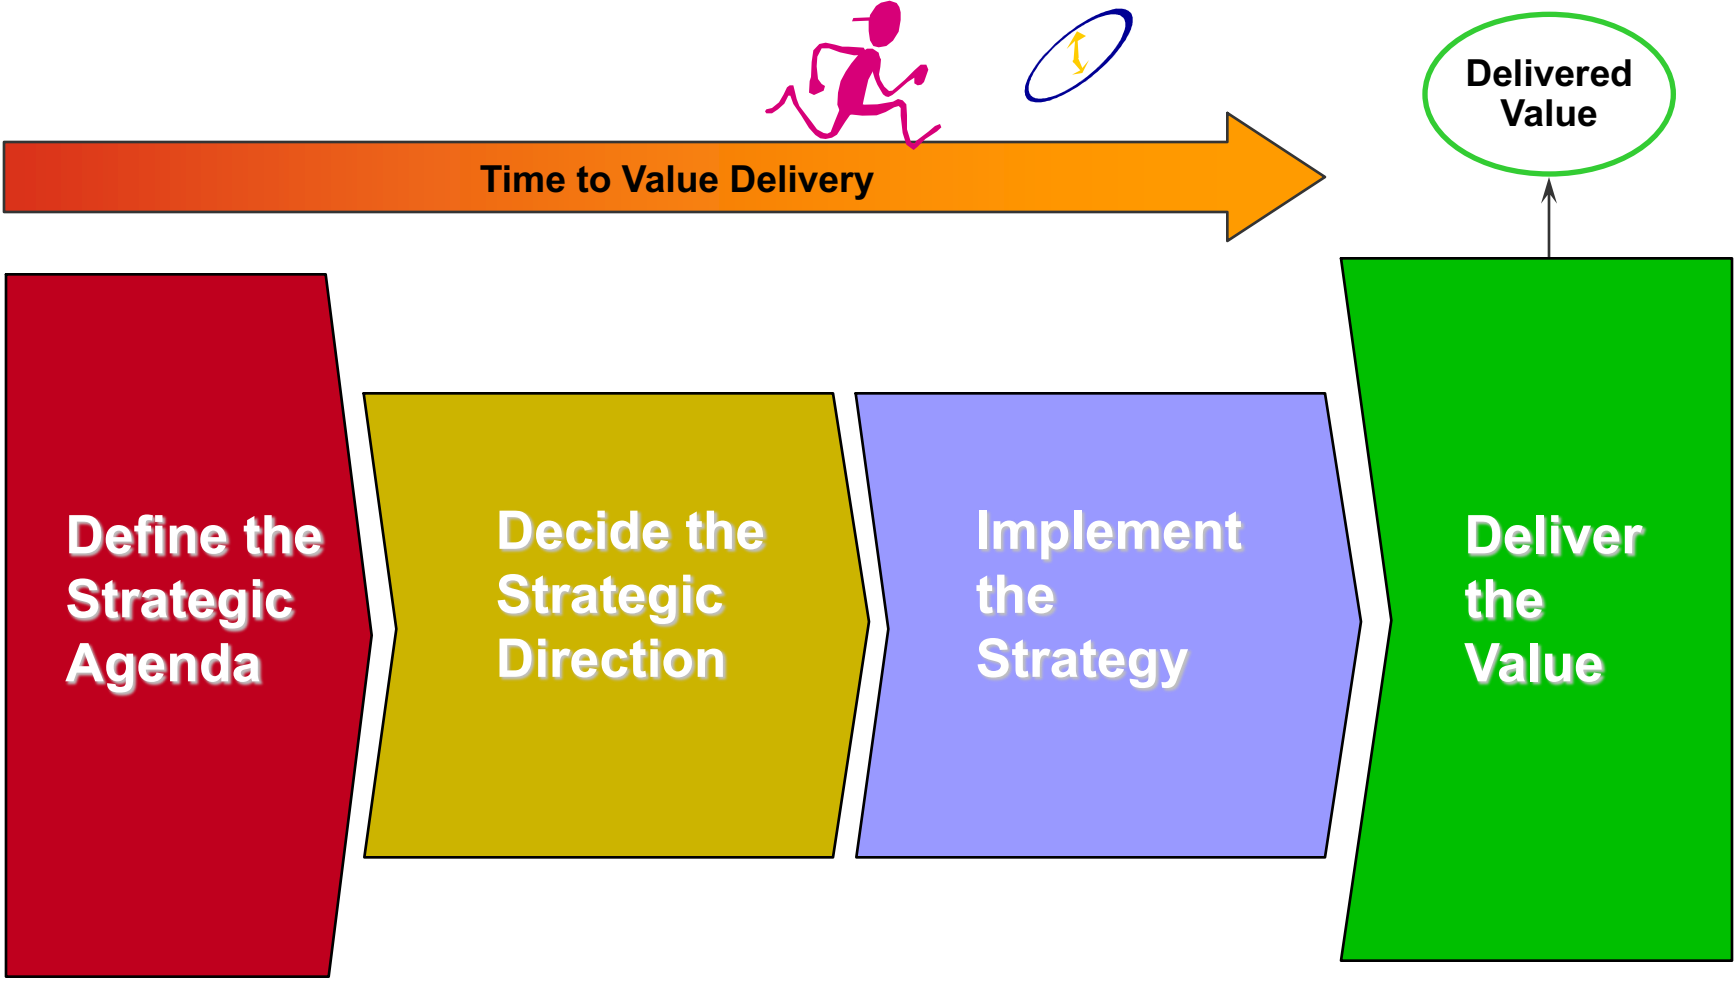 Delivered
Value
Time to Value Delivery
Define the
Strategic
Agenda
Decide the
Strategic
Direction
Implement
the
Strategy
Deliver
the
Value